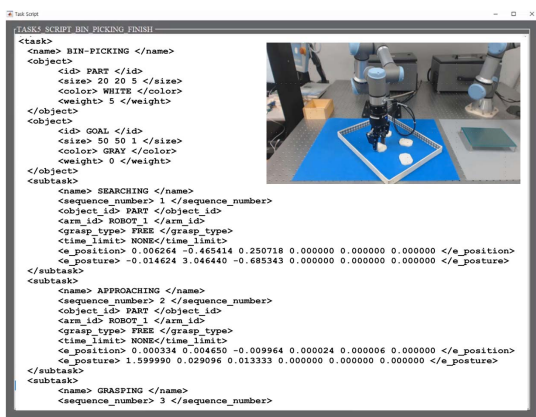 Task Script
TASK5_SCRIPT_BIN_PICKING_FINISH
<task>
<name> BIN-PICKING </name>
<object>
<id> PART </id>
<size> 20 20 5 </size>
<color> WHITE </color>
<weight> 5 </weight>
</object>
<object>
<id> GOAL </id>
<size> 50 50 1 </size>
<color> GRAY </color>
<weight> 0 </weight>
</object>
<subtask>
<name> SEARCHING </name>
<sequence_number> 1 </sequence_number>
<object_id> PART </object_id>
<arm_id> ROBOT_1 </arm_id>
<grasp_type> FREE </grasp_type>
<time_limit> NONE</time_limit>
<e_position> 0.006264 -0.465414 0.250718 0.000000 0.000000 0.000000 </e_position>
<e_posture> -0.014624 3.046440 -0.685343 0.000000 0.000000 0.000000 </e_posture>
</subtask>
<subtask>
<name> APPROACHING </name>
<sequence_number> 2 </sequence_number>
<object_id> PART </object_id>
<arm_id> ROBOT_1 </arm_id>
<grasp_type> FREE </grasp_type>
<time_limit> NONE</time_limit>
<e_position> 0.000334 0.004650 -0.009964 0.000024 0.000006 0.000000 </e_position>
<e_posture> 1.599990 0.029096 0.013333 0.000000 0.000000 0.000000 </e_posture>
</subtask>
<subtask>
<name> GRASPING </name>
<sequence_number> 3 </sequence_number>